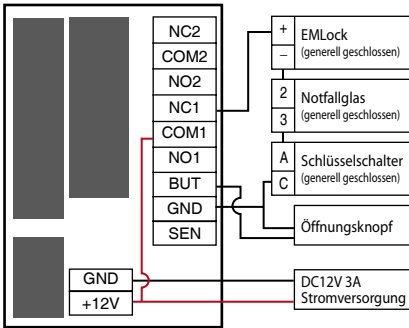 NC2
COM2
NO2
NC1
COM1
NO1
BUT
GND
SEN
GND
+12V
+
−
EMLock
(generell geschlossen)
2
3
Notfallglas
(generell geschlossen)
A
C
Schlüsselschalter
(generell geschlossen)
Öffnungsknopf
DC12V 3A
Stromversorgung